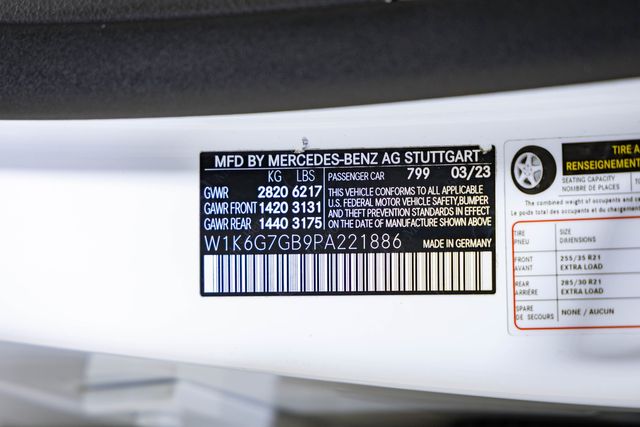 MFD BY MERCEDES-BENZ AG STUTTGART
KG LBS PASSENGER CAR 799 03/23
GVWR 2820 6217
GAWR FRONT 1420 3131
GAWR REAR 1440 3175
THIS VEHICLE CONFORMS TO ALL APPLICABLE
U.S. FEDERAL MOTOR VEHICLE SAFETY,BUMPER
AND THEFT PREVENTION STANDARDS IN EFFECT
ON THE DATE OF MANUFACTURE SHOWN ABOVE
W1K6G7GB9PA221886 MADE IN GERMANY
TIRE A
RENSEIGNEMENT
SEATING CAPACITY
NOMBRE DE PLACES
The combined weight of occupants and c
Le poids total des occupants et du charg
TIRE SIZE
PNEU DIMENSIONS
FRONT 255/35 R21
AVANT EXTRA LOAD
REAR 285/30 R21
ARRIÈRE EXTRA LOAD
SPARE
DE SECOURS NONE / AUCUN